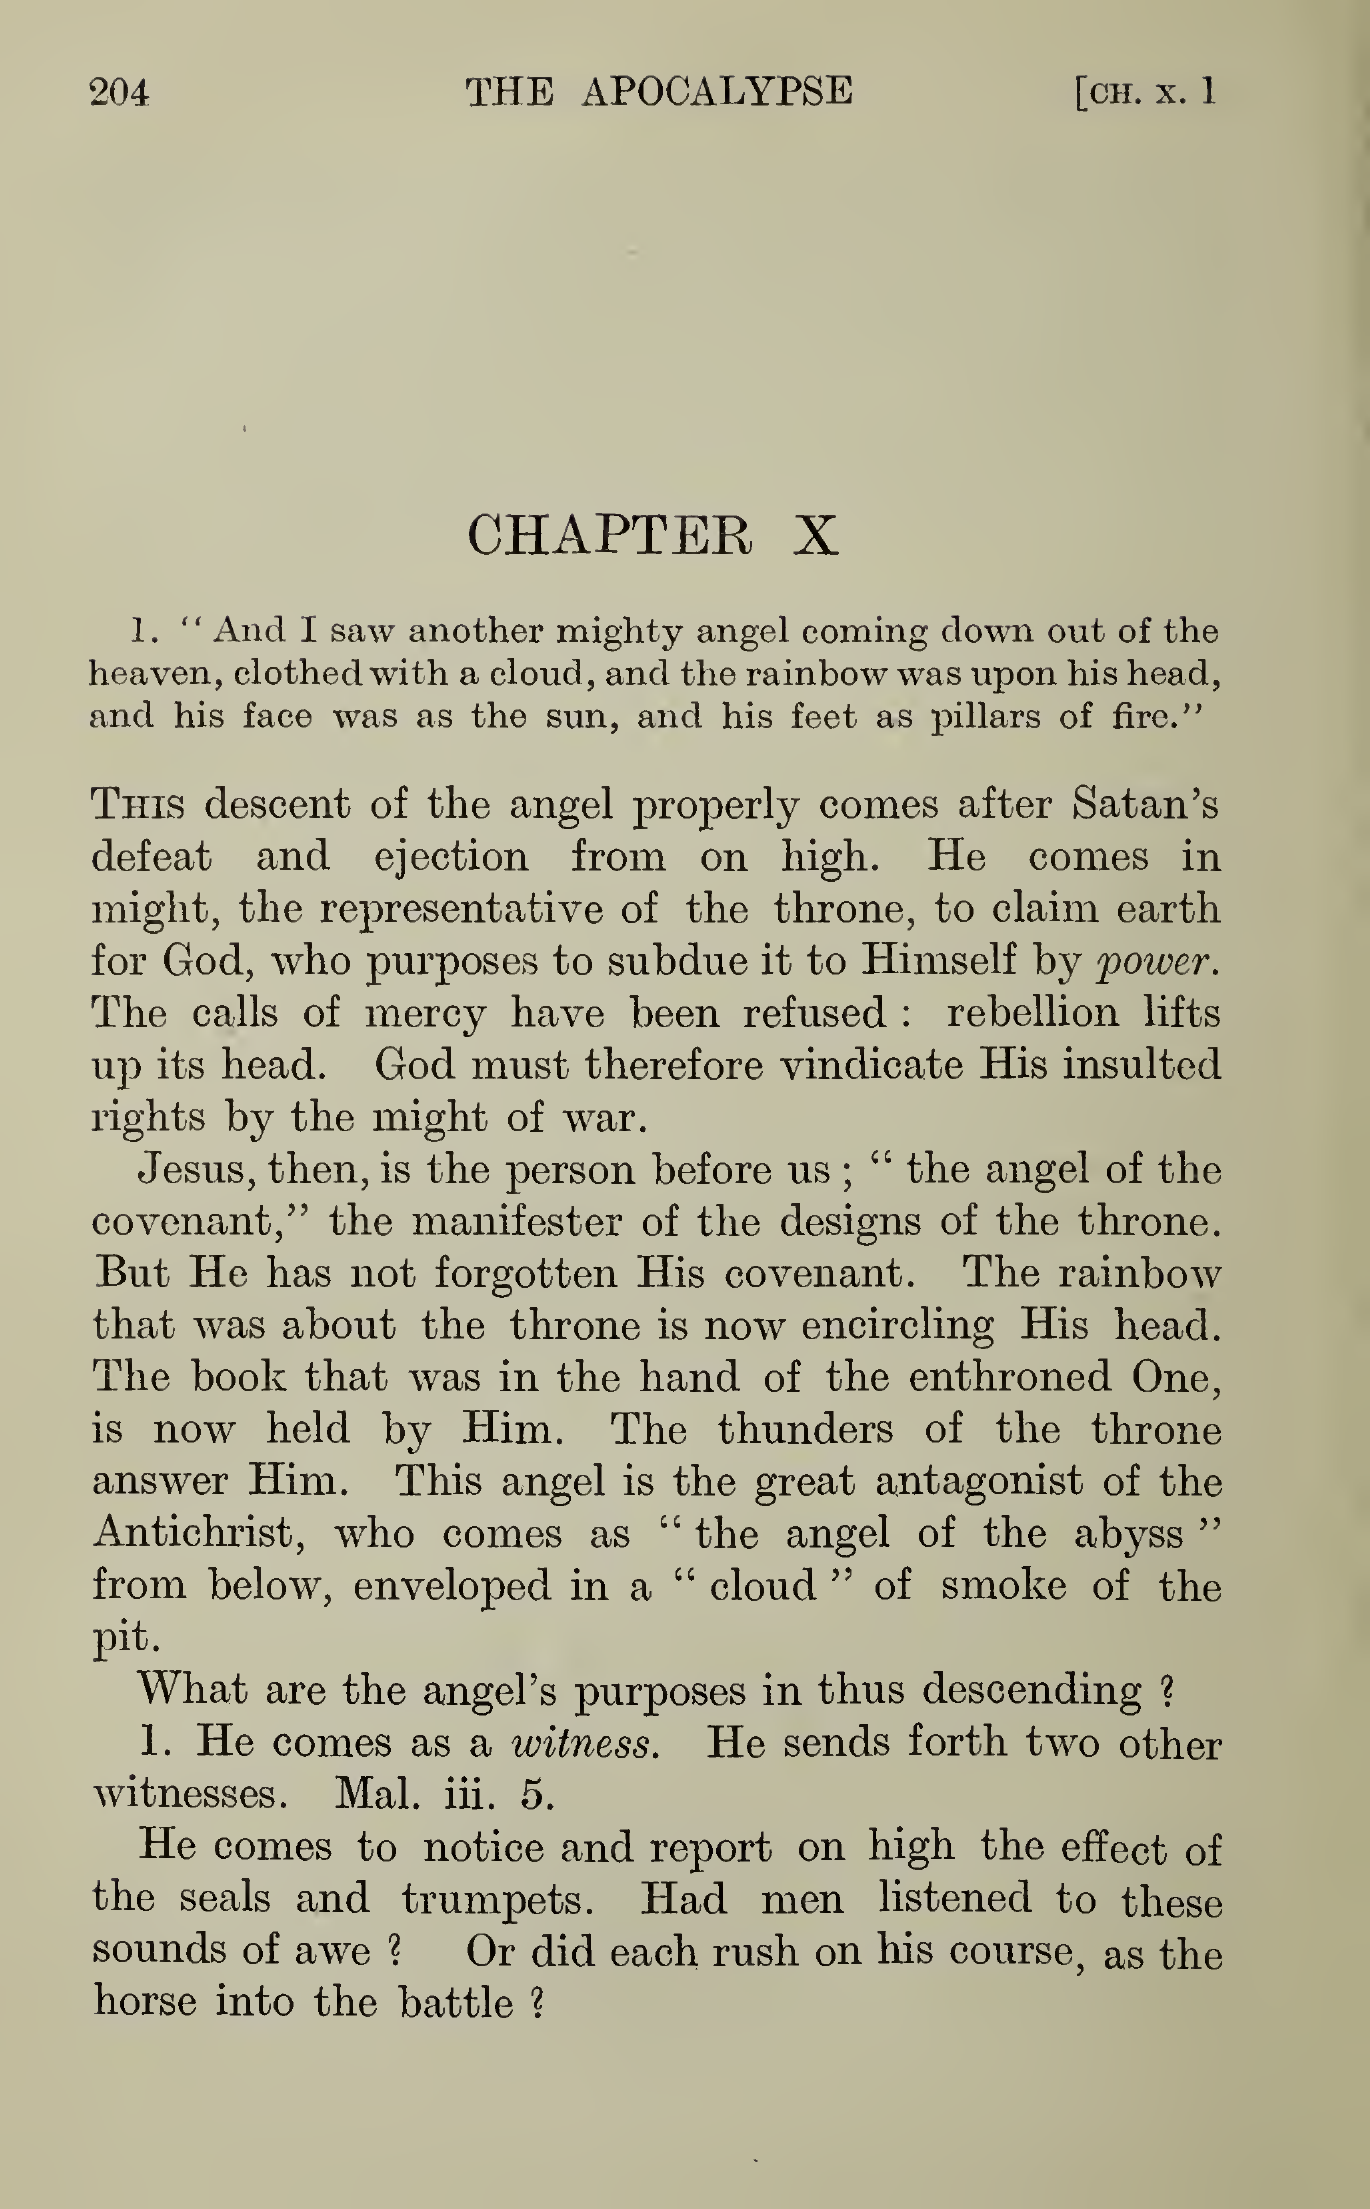 204 THE APOCALYPSE [CH. X. 1
CHAPTER X
1. "And I saw another mighty angel coming down out of the
heaven, clothed with a cloud, and the rainbow was upon his head,
and his face was as the sun, and his feet as pillars of fire."
THIS descent of the angel properly comes after Satan's
defeat and ejection from on high. He comes in
might, the representative of the throne, to claim earth
for God, who purposes to subdue it to Himself by power.
The calls of mercy have been refused : rebellion lifts
up its head. God must therefore vindicate His insulted
rights by the might of war.
Jesus, then, is the person before us ; " the angel of the
covenant," the manifester of the designs of the throne.
But He has not forgotten His covenant. The rainbow
that was about the throne is now encircling His head.
The book that was in the hand of the enthroned One,
is now held by Him. The thunders of the throne
answer Him. This angel is the great antagonist of the
Antichrist, who comes as " the angel of the abyss "
from below, enveloped in a " cloud " of smoke of the
pit.
What are the angel's purposes in thus descending ?
1. He comes as a witness. He sends forth two other
witnesses. Mal. iii. 5.
He comes to notice and report on high the effect of
the seals and trumpets. Had men listened to these
sounds of awe ? Or did each rush on his course, as the
horse into the battle ?